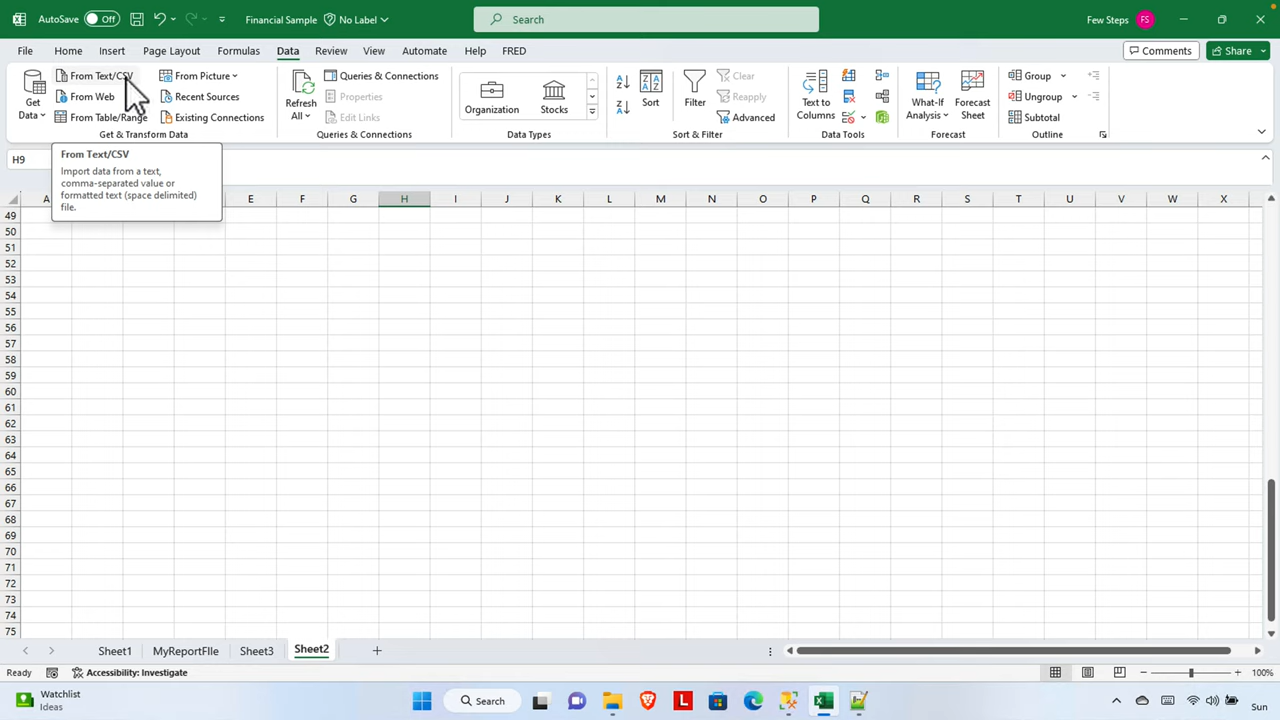 AutoSave Off Financial Sample No Label Search Few Steps FS
File Home Insert Page Layout Formulas Data Review View Automate Help FRED Comments Share
Get Data
From Text/CSV
From Web
From Table/Range
From Picture
Recent Sources
Existing Connections
Get & Transform Data
Refresh All
Queries & Connections
Properties
Edit Links
Queries & Connections
Organization Stocks
Data Types
Sort
Filter
Clear
Reapply
Advanced
Sort & Filter
Text to Columns
Data Tools
What-If Analysis
Forecast Sheet
Forecast
Group
Ungroup
Subtotal
Outline
H9
From Text/CSV
Import data from a text,
comma-separated value or
formatted text (space delimited)
file.
A E F G H I J K L M N O P Q R S T U V W X
49
50
51
52
53
54
55
56
57
58
59
60
61
62
63
64
65
66
67
68
69
70
71
72
73
74
75
Sheet1 MyReportFIle Sheet3 Sheet2
Ready Accessibility: Investigate 100%
Watchlist
Ideas
Search
L
Sun